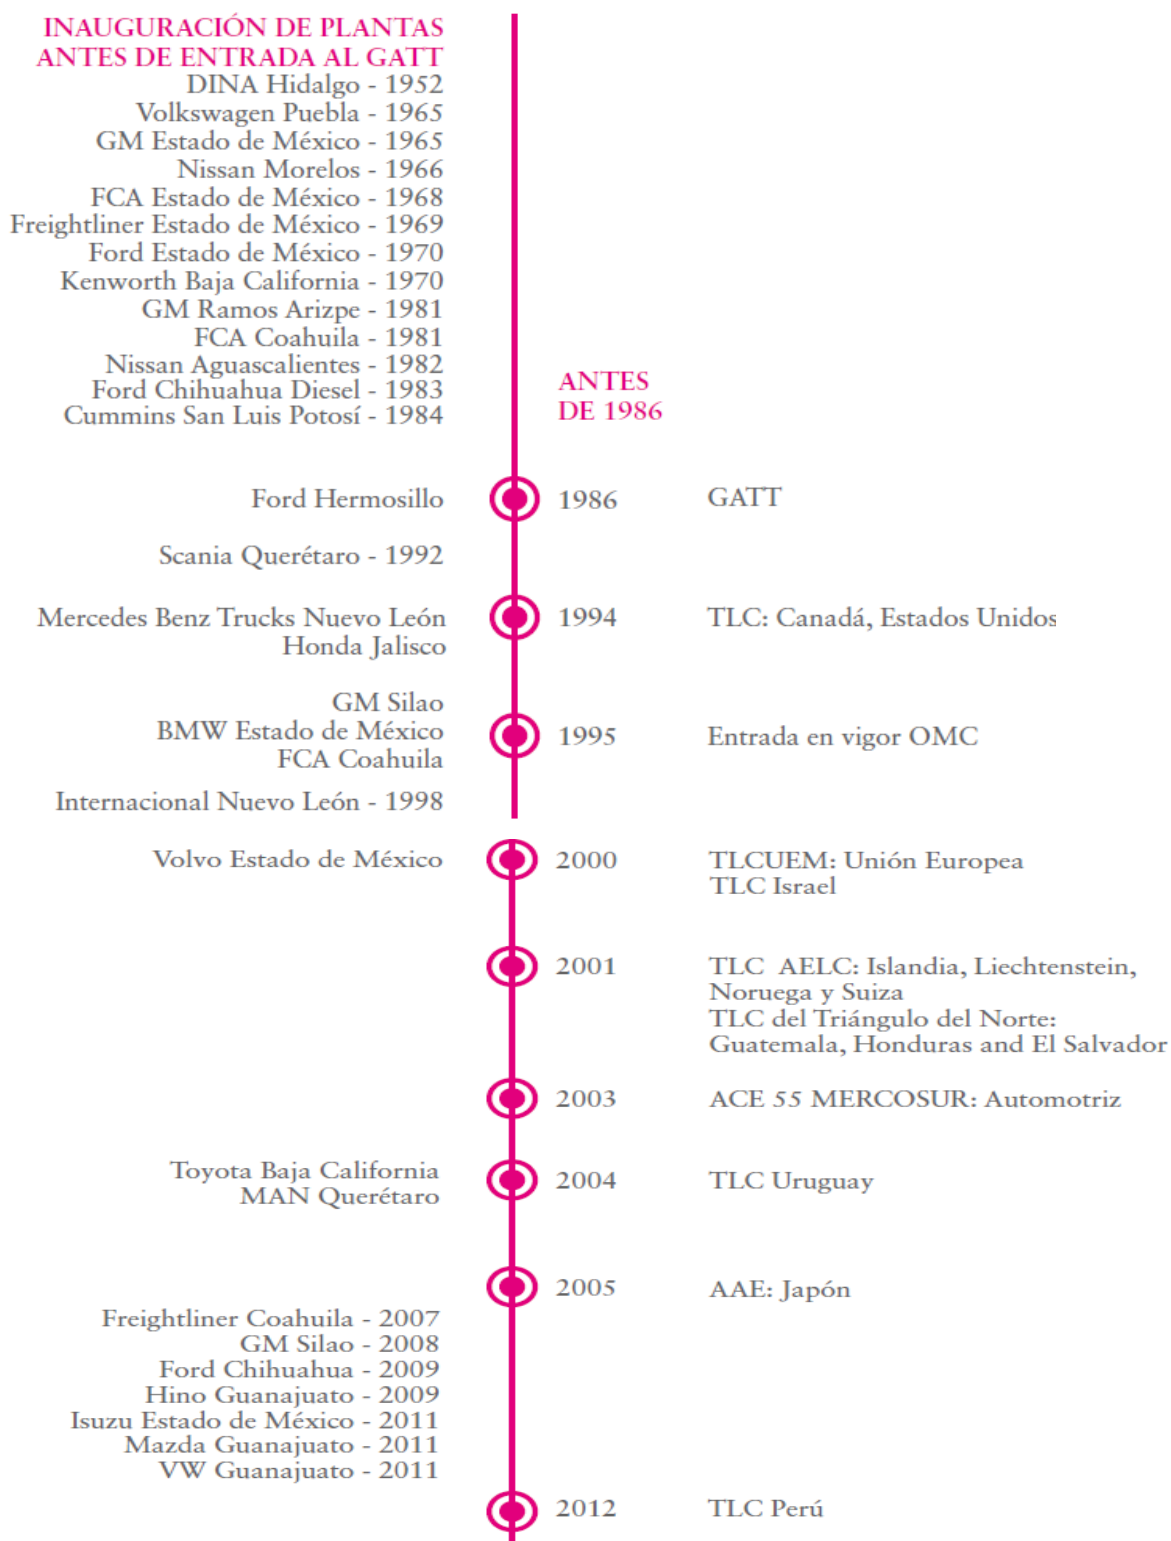 INAUGURACIÓN DE PLANTAS
ANTES DE ENTRADA AL GATT
DINA Hidalgo - 1952
Volkswagen Puebla - 1965
GM Estado de México - 1965
Nissan Morelos - 1966
FCA Estado de México - 1968
Freightliner Estado de México - 1969
Ford Estado de México - 1970
Kenworth Baja California - 1970
GM Ramos Arizpe - 1981
FCA Coahuila - 1981
Nissan Aguascalientes - 1982
Ford Chihuahua Diesel - 1983
Cummins San Luis Potosí - 1984
ANTES
DE 1986
Ford Hermosillo
1986
GATT
Scania Querétaro - 1992
Mercedes Benz Trucks Nuevo León
Honda Jalisco
1994
TLC: Canadá, Estados Unidos
GM Silao
BMW Estado de México
FCA Coahuila
1995
Entrada en vigor OMC
Internacional Nuevo León - 1998
Volvo Estado de México
2000
TLCUEM: Unión Europea
TLC Israel
2001
TLC AELC: Islandia, Liechtenstein,
Noruega y Suiza
TLC del Triángulo del Norte:
Guatemala, Honduras and El Salvador
2003
ACE 55 MERCOSUR: Automotriz
Toyota Baja California
MAN Querétaro
2004
TLC Uruguay
2005
AAE: Japón
Freightliner Coahuila - 2007
GM Silao - 2008
Ford Chihuahua - 2009
Hino Guanajuato - 2009
Isuzu Estado de México - 2011
Mazda Guanajuato - 2011
VW Guanajuato - 2011
2012
TLC Perú